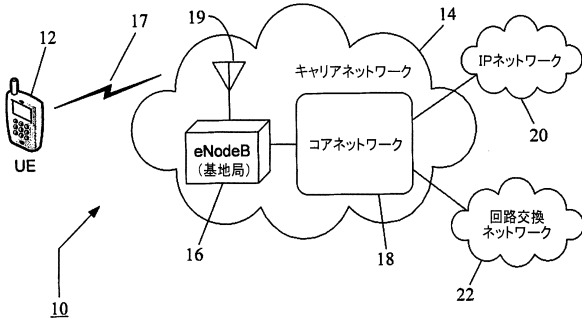 12
17
19
14
キャリアネットワーク
IPネットワーク
20
UE
eNodeB
(基地局)
コアネットワーク
16
18
回路交換
ネットワーク
22
10